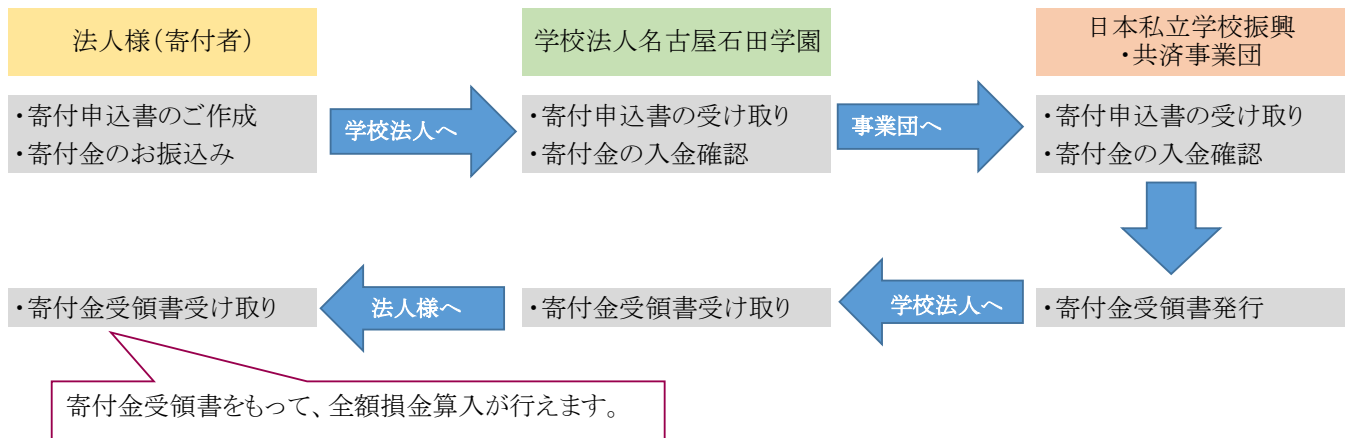 法人様(寄付者)
学校法人名古屋石田学園
日本私立学校振興
・共済事業団
・寄付申込書のご作成
・寄付金のお振込み
学校法人へ
・寄付申込書の受け取り
・寄付金の入金確認
事業団へ
・寄付申込書の受け取り
・寄付金の入金確認
・寄付金受領書受け取り
法人様へ
・寄付金受領書受け取り
学校法人へ
・寄付金受領書発行
寄付金受領書をもって、全額損金算入が行えます。